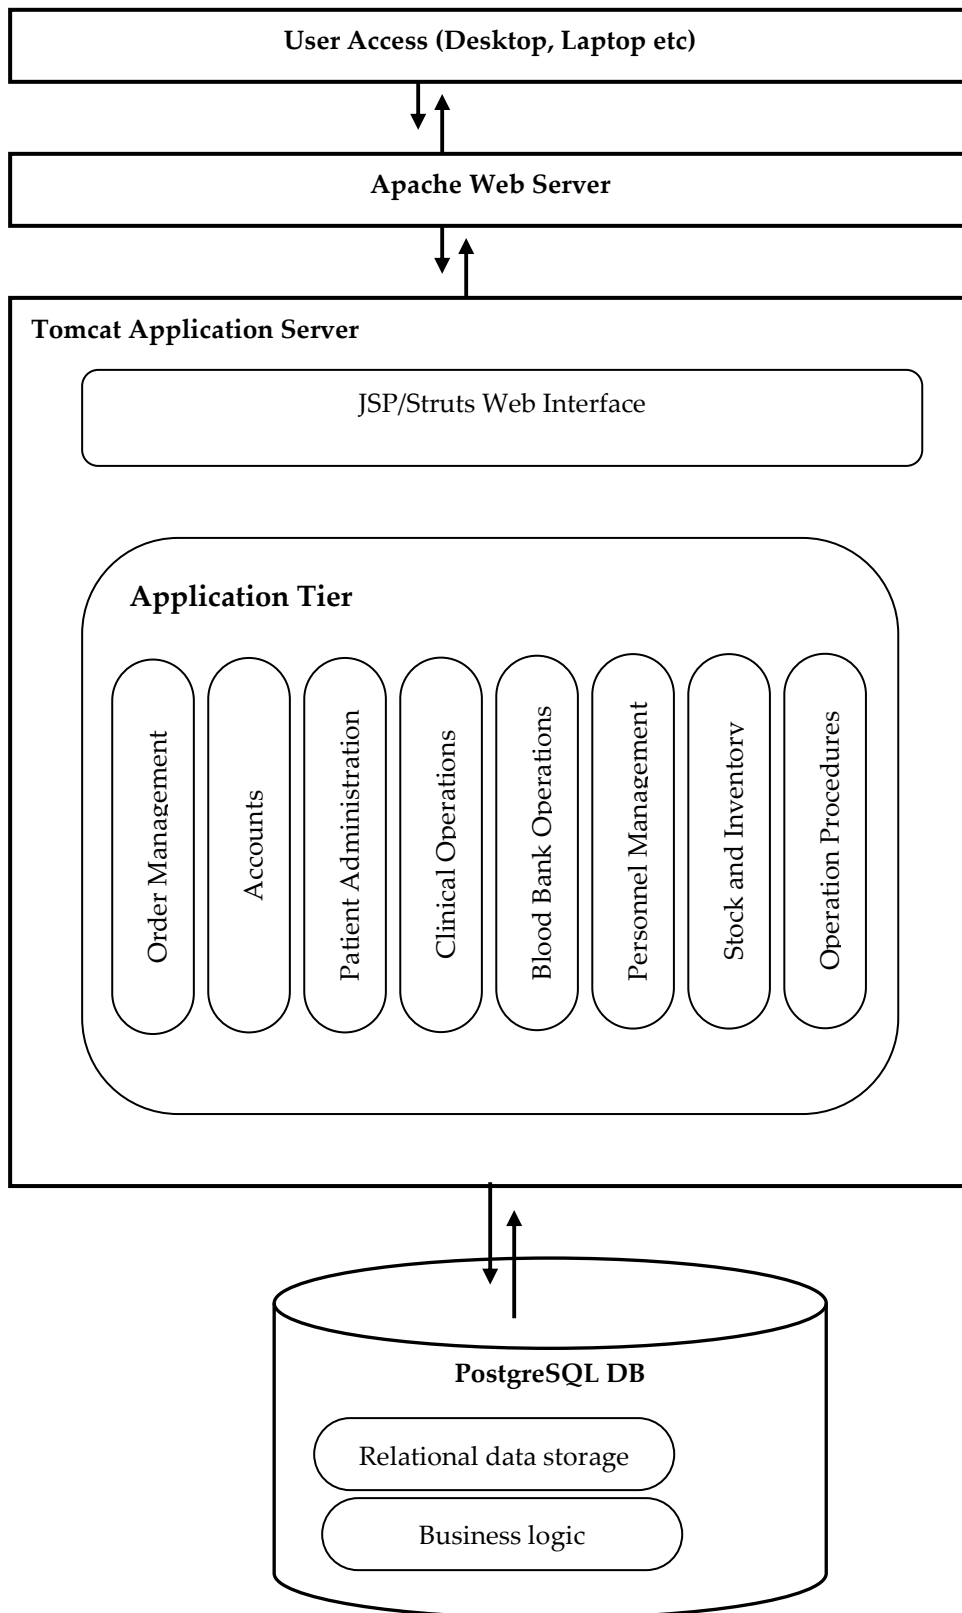 User Access (Desktop, Laptop etc)
Apache Web Server
Tomcat Application Server
JSP/Struts Web Interface
Application Tier
Order Management
Accounts
Patient Administration
Clinical Operations
Blood Bank Operations
Personnel Management
Stock and Inventory
Operation Procedures
PostgreSQL DB
Relational data storage
Business logic